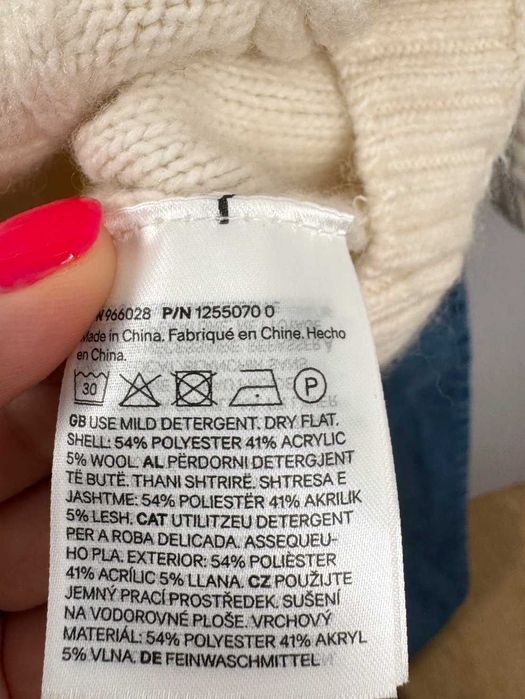 966028 P/N 1255070 0
Made in China. Fabriqué en Chine. Hecho
en China.
30 P
GB USE MILD DETERGENT. DRY FLAT.
SHELL: 54% POLYESTER 41% ACRYLIC
5% WOOL. AL PËRDORNI DETERGJENT
TË BUTË. THANI SHTRIRË. SHTRESA E
JASHTME: 54% POLIESTËR 41% AKRILIK
5% LESH. CAT UTILITZEU DETERGENT
PER A ROBA DELICADA. ASSEQUEU-
HO PLA. EXTERIOR: 54% POLIÈSTER
41% ACRÍLIC 5% LLANA. CZ POUŽIJTE
JEMNÝ PRACÍ PROSTŘEDEK. SUŠENÍ
NA VODOROVNÉ PLOŠE. VRCHOVÝ
MATERIÁL: 54% POLYESTER 41% AKRYL
5% VLNA. DE FEINWASCHMITTEL